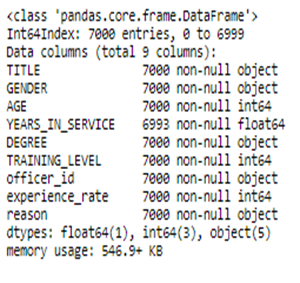 <class 'pandas.core.frame.DataFrame'>
Int64Index: 7000 entries, 0 to 6999
Data columns (total 9 columns):
TITLE 7000 non-null object
GENDER 7000 non-null object
AGE 7000 non-null int64
YEARS_IN_SERVICE 6993 non-null float64
DEGREE 7000 non-null object
TRAINING_LEVEL 7000 non-null int64
officer_id 7000 non-null object
experience_rate 7000 non-null int64
reason 7000 non-null object
dtypes: float64(1), int64(3), object(5)
memory usage: 546.9+ KB